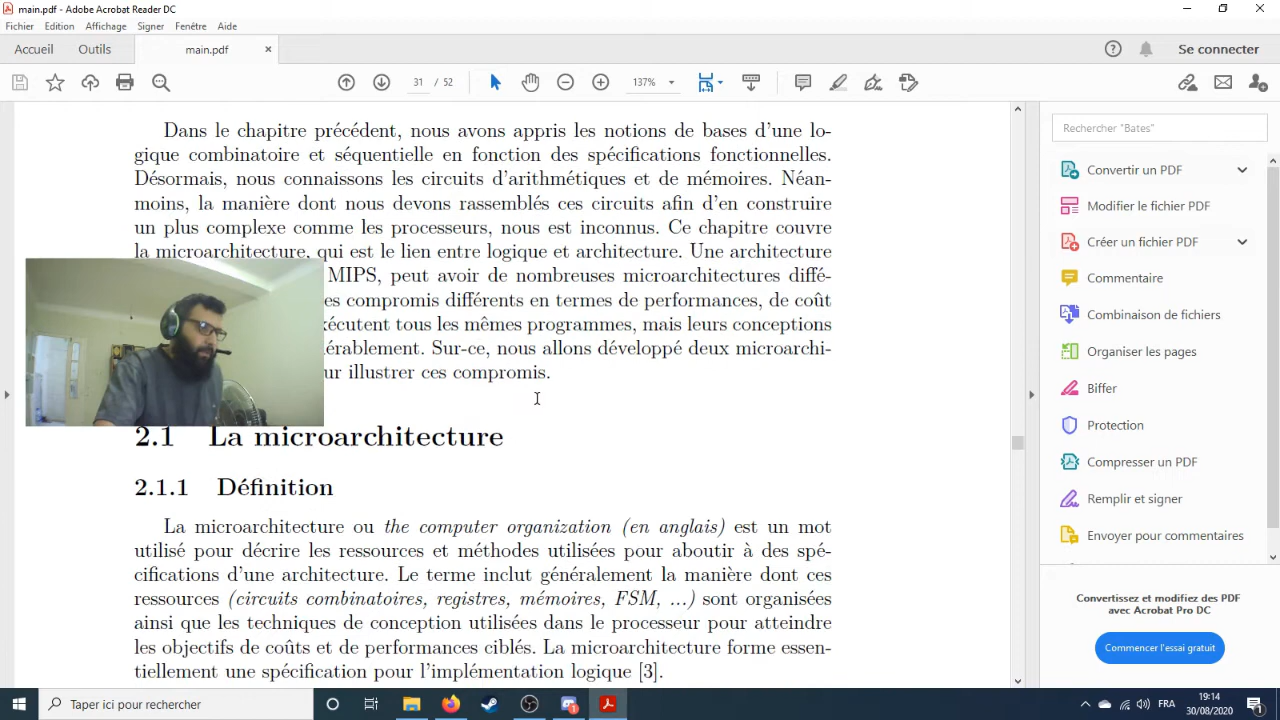 main.pdf - Adobe Acrobat Reader DC
Fichier Edition Affichage Signer Fenêtre Aide
Accueil Outils main.pdf × Se connecter
31 / 52 137%
Dans le chapitre précédent, nous avons appris les notions de bases d'une lo-
gique combinatoire et séquentielle en fonction des spécifications fonctionnelles.
Désormais, nous connaissons les circuits d'arithmétiques et de mémoires. Néan-
moins, la manière dont nous devons rassemblés ces circuits afin d'en construire
un plus complexe comme les processeurs, nous est inconnus. Ce chapitre couvre
la microarchitecture, qui est le lien entre logique et architecture. Une architecture
MIPS, peut avoir de nombreuses microarchitectures diffé-
es compromis différents en termes de performances, de coût
xécutent tous les mêmes programmes, mais leurs conceptions
érablement. Sur-ce, nous allons développé deux microarchi-
ur illustrer ces compromis.
2.1 La microarchitecture
2.1.1 Définition
La microarchitecture ou the computer organization (en anglais) est un mot
utilisé pour décrire les ressources et méthodes utilisées pour aboutir à des spé-
cifications d'une architecture. Le terme inclut généralement la manière dont ces
ressources (circuits combinatoires, registres, mémoires, FSM, ...) sont organisées
ainsi que les techniques de conception utilisées dans le processeur pour atteindre
les objectifs de coûts et de performances ciblés. La microarchitecture forme essen-
tiellement une spécification pour l'implémentation logique [3].
Rechercher "Bates"
Convertir un PDF
Modifier le fichier PDF
Créer un fichier PDF
Commentaire
Combinaison de fichiers
Organiser les pages
Biffer
Protection
Compresser un PDF
Remplir et signer
Envoyer pour commentaires
Convertissez et modifiez des PDF
avec Acrobat Pro DC
Commencer l'essai gratuit
Taper ici pour rechercher
FRA
19:14
30/08/2020